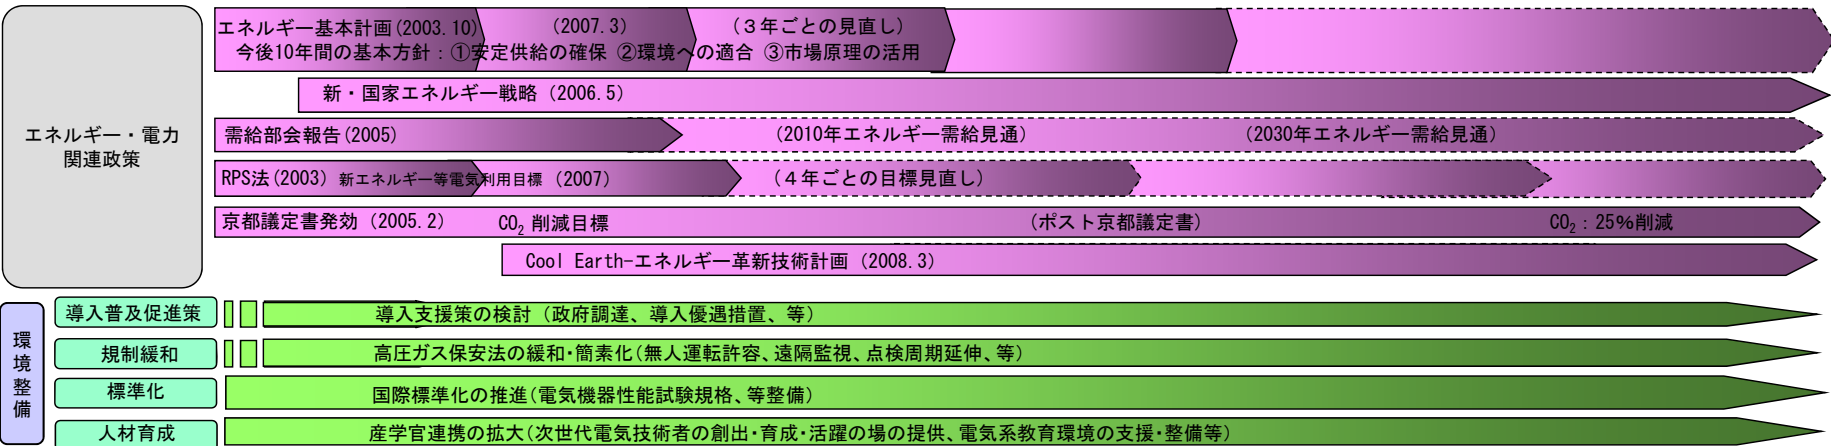 エネルギー・電力
関連政策
エネルギー基本計画(2003.10) (2007.3) (３年ごとの見直し)
今後10年間の基本方針：①安定供給の確保 ②環境への適合 ③市場原理の活用
新・国家エネルギー戦略 (2006.5)
需給部会報告(2005) (2010年エネルギー需給見通) (2030年エネルギー需給見通)
RPS法(2003) 新エネルギー等電気利用目標 (2007) (４年ごとの目標見直し)
京都議定書発効 (2005.2) CO₂ 削減目標 (ポスト京都議定書) CO₂：25%削減
Cool Earth-エネルギー革新技術計画 (2008.3)
環境整備
導入普及促進策 導入支援策の検討 (政府調達、導入優遇措置、等)
規制緩和 高圧ガス保安法の緩和・簡素化(無人運転許容、遠隔監視、点検周期延伸、等)
標準化 国際標準化の推進(電気機器性能試験規格、等整備)
人材育成 産学官連携の拡大(次世代電気技術者の創出・育成・活躍の場の提供、電気系教育環境の支援・整備等)